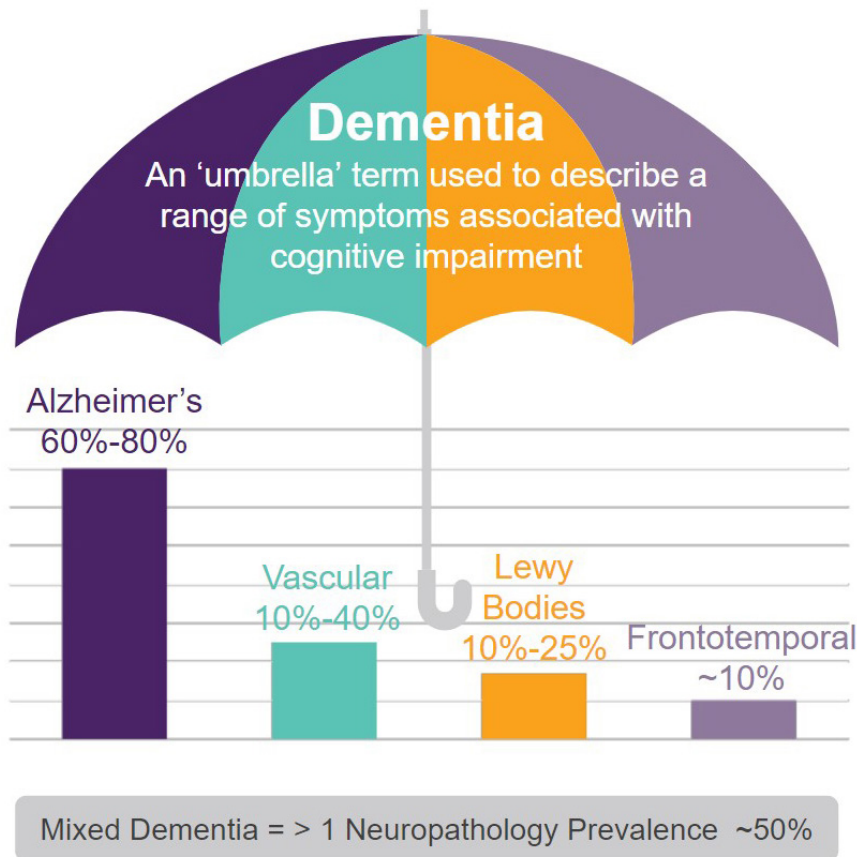 Dementia
An ‘umbrella’ term used to describe a
range of symptoms associated with
cognitive impairment
Alzheimer’s
60%-80%
Vascular
10%-40%
Lewy
Bodies
10%-25%
Frontotemporal
~10%
Mixed Dementia = > 1 Neuropathology Prevalence ~50%